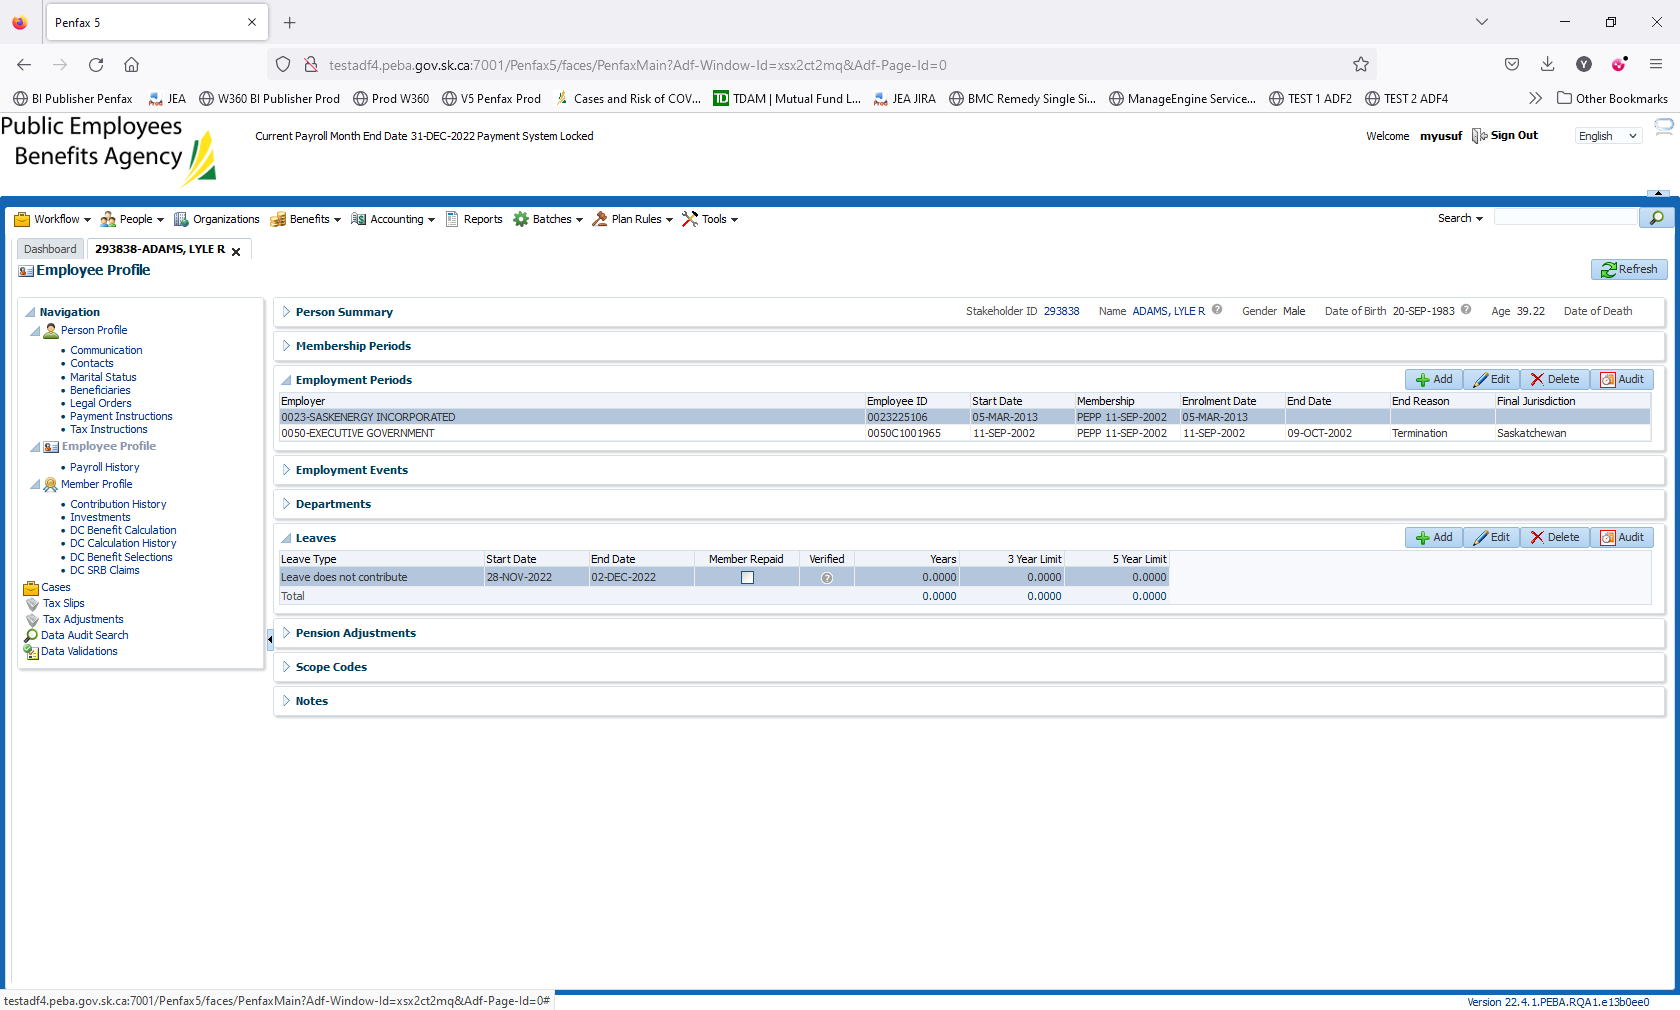 Penfax 5
testadf4.peba.gov.sk.ca:7001/Penfax5/faces/PenfaxMain?Adf-Window-Id=xsx2ct2mq&Adf-Page-Id=0
BI Publisher Penfax JEA W360 BI Publisher Prod Prod W360 V5 Penfax Prod Cases and Risk of COV... TD TDAM | Mutual Fund L... JEA JIRA BMC Remedy Single Si... ManageEngine Service... TEST 1 ADF2 TEST 2 ADF4 Other Bookmarks
Public Employees
Benefits Agency
Current Payroll Month End Date 31-DEC-2022 Payment System Locked
Welcome myusuf Sign Out English
Workflow People Organizations Benefits Accounting Reports Batches Plan Rules Tools Search
Dashboard 293838-ADAMS, LYLE R
Employee Profile Refresh
Navigation
Person Profile
Communication
Contacts
Marital Status
Beneficiaries
Legal Orders
Payment Instructions
Tax Instructions
Employee Profile
Payroll History
Member Profile
Contribution History
Investments
DC Benefit Calculation
DC Calculation History
DC Benefit Selections
DC SRB Claims
Cases
Tax Slips
Tax Adjustments
Data Audit Search
Data Validations
Person Summary Stakeholder ID 293838 Name ADAMS, LYLE R Gender Male Date of Birth 20-SEP-1983 Age 39.22 Date of Death
Membership Periods
Employment Periods Add Edit Delete Audit
Employer Employee ID Start Date Membership Enrolment Date End Date End Reason Final Jurisdiction
0023-SASKENERGY INCORPORATED 0023225106 05-MAR-2013 PEPP 11-SEP-2002 05-MAR-2013
0050-EXECUTIVE GOVERNMENT 0050C1001965 11-SEP-2002 PEPP 11-SEP-2002 11-SEP-2002 09-OCT-2002 Termination Saskatchewan
Employment Events
Departments
Leaves Add Edit Delete Audit
Leave Type Start Date End Date Member Repaid Verified Years 3 Year Limit 5 Year Limit
Leave does not contribute 28-NOV-2022 02-DEC-2022 0.0000 0.0000 0.0000
Total 0.0000 0.0000 0.0000
Pension Adjustments
Scope Codes
Notes
testadf4.peba.gov.sk.ca:7001/Penfax5/faces/PenfaxMain?Adf-Window-Id=xsx2ct2mq&Adf-Page-Id=0#
Version 22.4.1.PEBA.RQA1.e13b0ee0